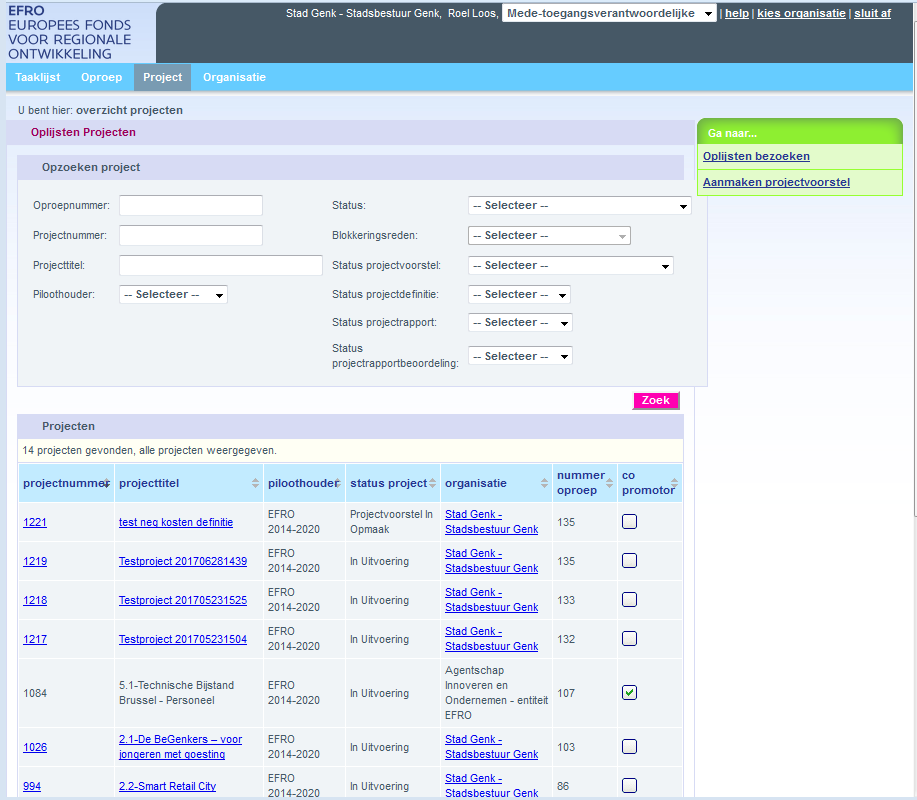 EFRO
EUROPEES FONDS
VOOR REGIONALE
ONTWIKKELING
Stad Genk - Stadsbestuur Genk, Roel Loos, Mede-toegangsverantwoordelijke | help | kies organisatie | sluit af
Taaklijst Oproep Project Organisatie
U bent hier: overzicht projecten
Oplijsten Projecten
Ga naar...
Oplijsten bezoeken
Aanmaken projectvoorstel
Opzoeken project
Oproepnummer: Status: -- Selecteer --
Projectnummer: Blokkeringsreden: -- Selecteer --
Projecttitel: Status projectvoorstel: -- Selecteer --
Piloothouder: -- Selecteer -- Status projectdefinitie: -- Selecteer --
Status projectrapport: -- Selecteer --
Status
projectrapportbeoordeling: -- Selecteer --
Zoek
Projecten
14 projecten gevonden, alle projecten weergegeven.
projectnummer projecttitel piloothouder status project organisatie nummer oproep co promotor
1221 test neg kosten definitie EFRO 2014-2020 Projectvoorstel In Opmaak Stad Genk - Stadsbestuur Genk 135
1219 Testproject 201706281439 EFRO 2014-2020 In Uitvoering Stad Genk - Stadsbestuur Genk 135
1218 Testproject 201705231525 EFRO 2014-2020 In Uitvoering Stad Genk - Stadsbestuur Genk 133
1217 Testproject 201705231504 EFRO 2014-2020 In Uitvoering Stad Genk - Stadsbestuur Genk 132
1084 5.1-Technische Bijstand Brussel - Personeel EFRO 2014-2020 In Uitvoering Agentschap Innoveren en Ondernemen - entiteit EFRO 107
1026 2.1-De BeGenkers – voor jongeren met goesting EFRO 2014-2020 In Uitvoering Stad Genk - Stadsbestuur Genk 103
994 2.2-Smart Retail City EFRO 2014-2020 In Uitvoering Stad Genk - Stadsbestuur Genk 86